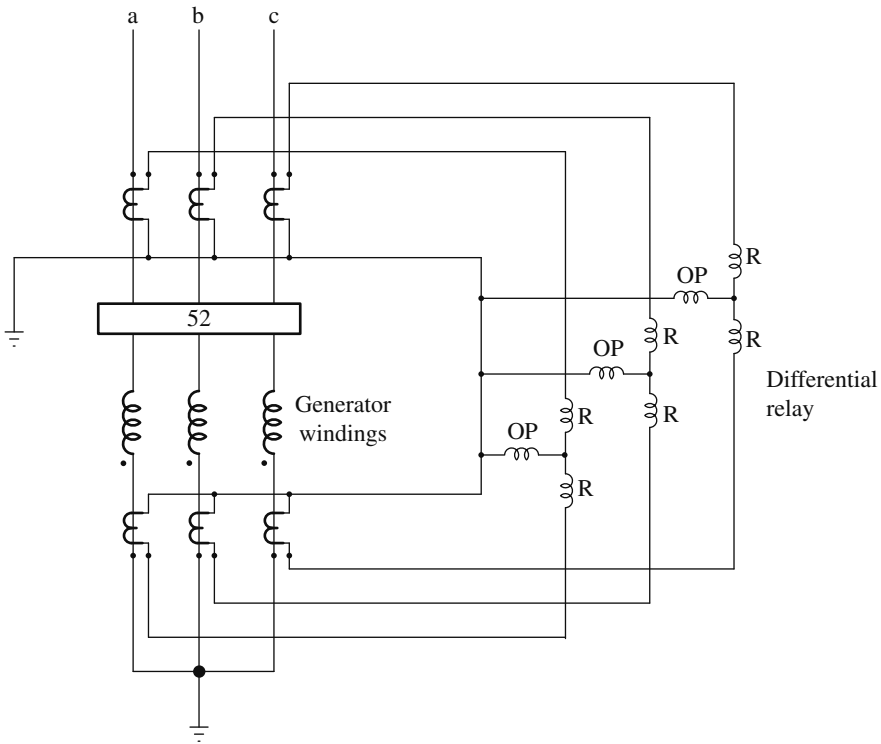 a b c
R
OP
52
R
R
OP
Differential
relay
Generator
windings
R
R
OP
R